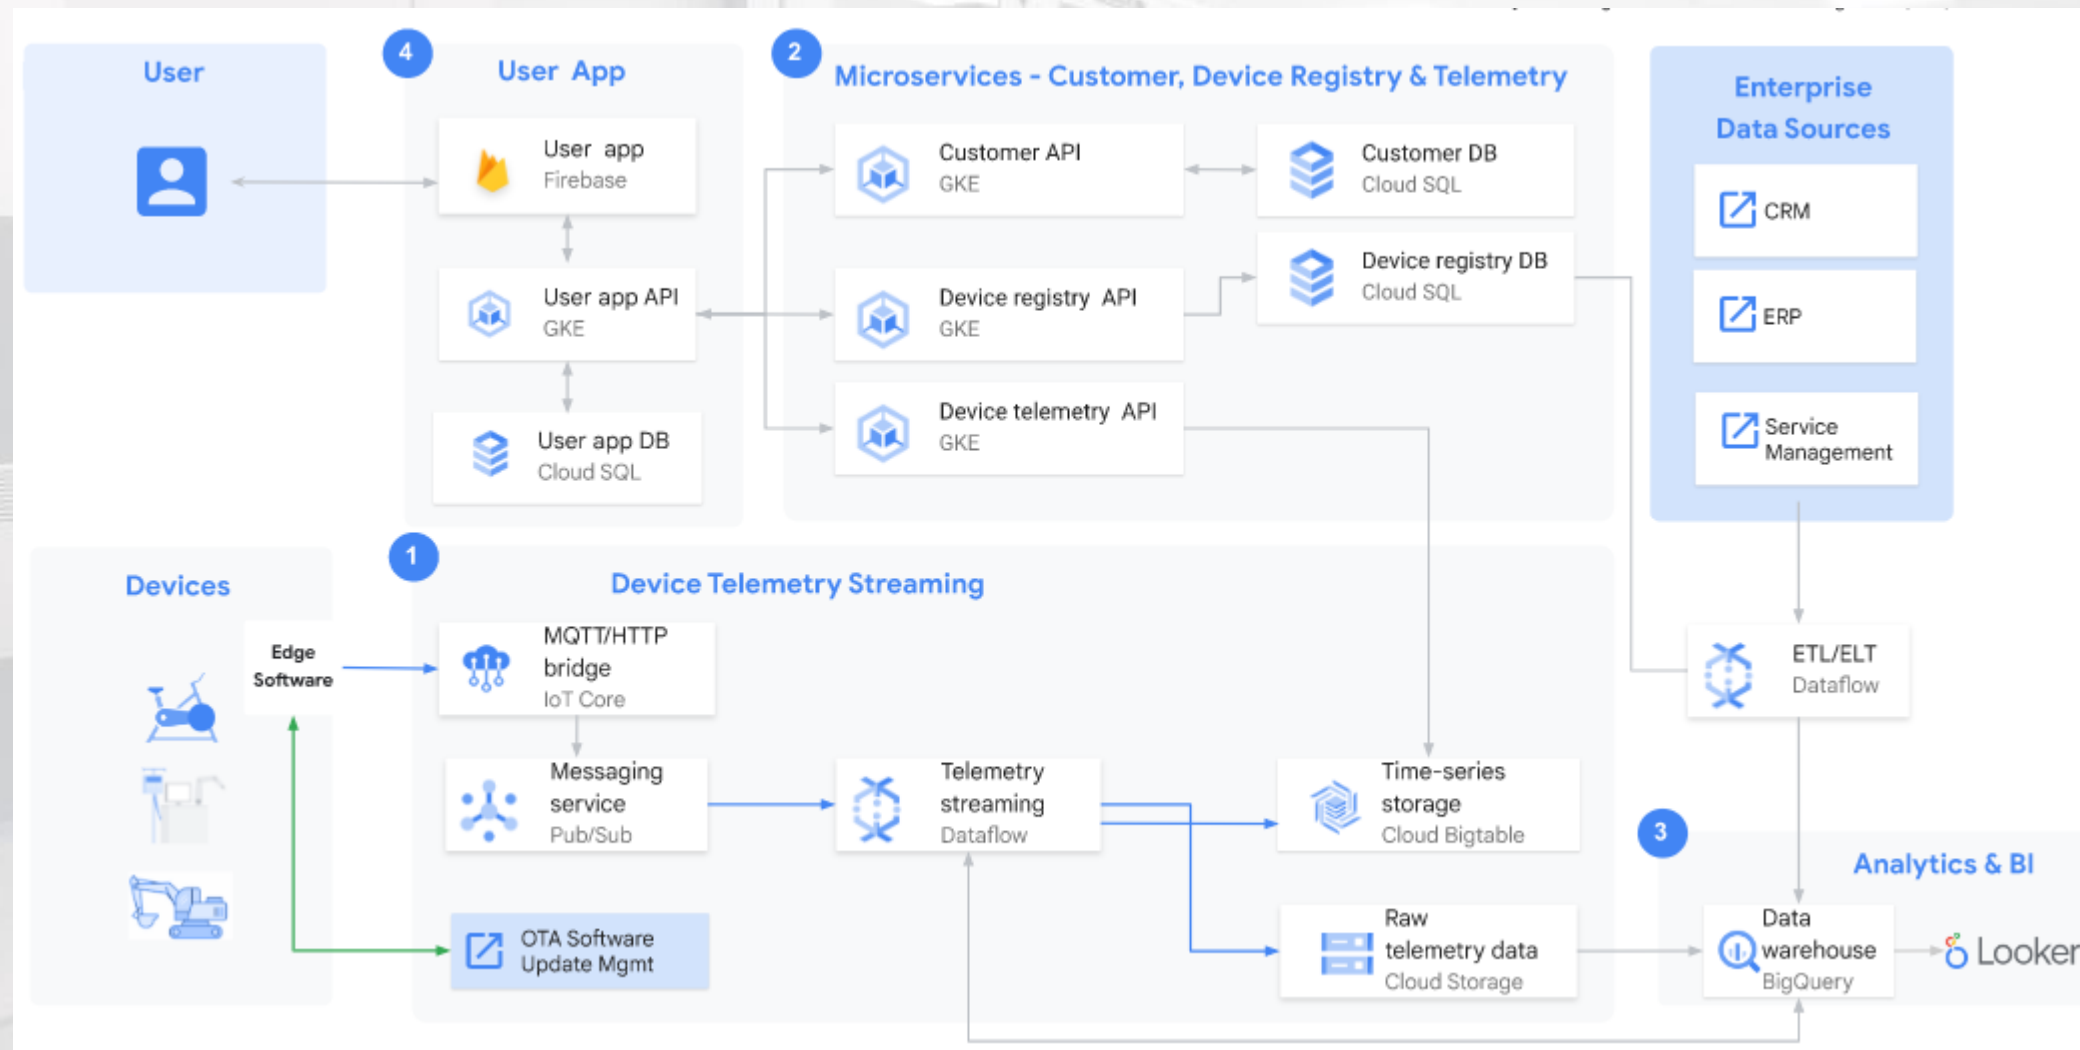 User
4
User App
User app
Firebase
User app API
GKE
User app DB
Cloud SQL
2
Microservices - Customer, Device Registry & Telemetry
Customer API
GKE
Customer DB
Cloud SQL
Device registry API
GKE
Device registry DB
Cloud SQL
Device telemetry API
GKE
Enterprise
Data Sources
CRM
ERP
Service
Management
Devices
Edge
Software
1
Device Telemetry Streaming
MQTT/HTTP
bridge
IoT Core
Messaging
service
Pub/Sub
Telemetry
streaming
Dataflow
Time-series
storage
Cloud Bigtable
OTA Software
Update Mgmt
Raw
telemetry data
Cloud Storage
ETL/ELT
Dataflow
3
Analytics & BI
Data
warehouse
BigQuery
Looker